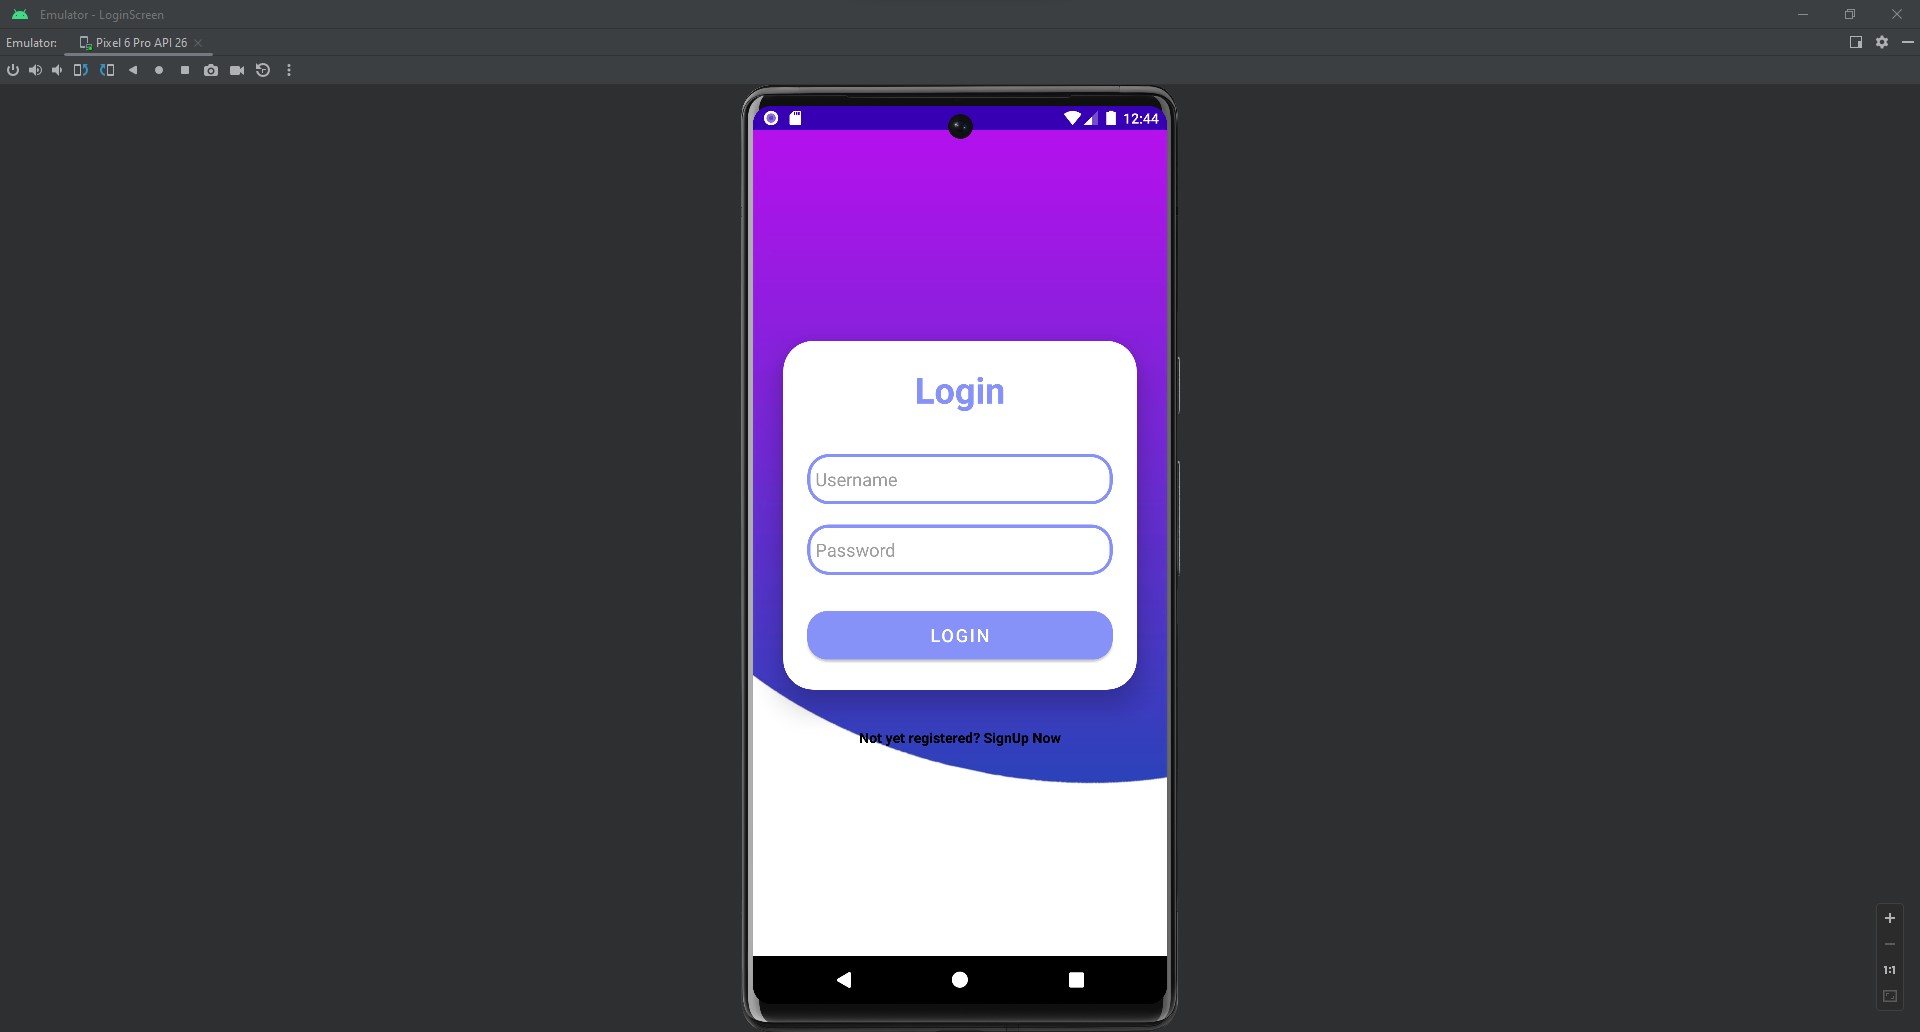 Emulator - LoginScreen
Emulator: Pixel 6 Pro API 26
12:44
Login
Username
Password
LOGIN
Not yet registered? SignUp Now
1:1